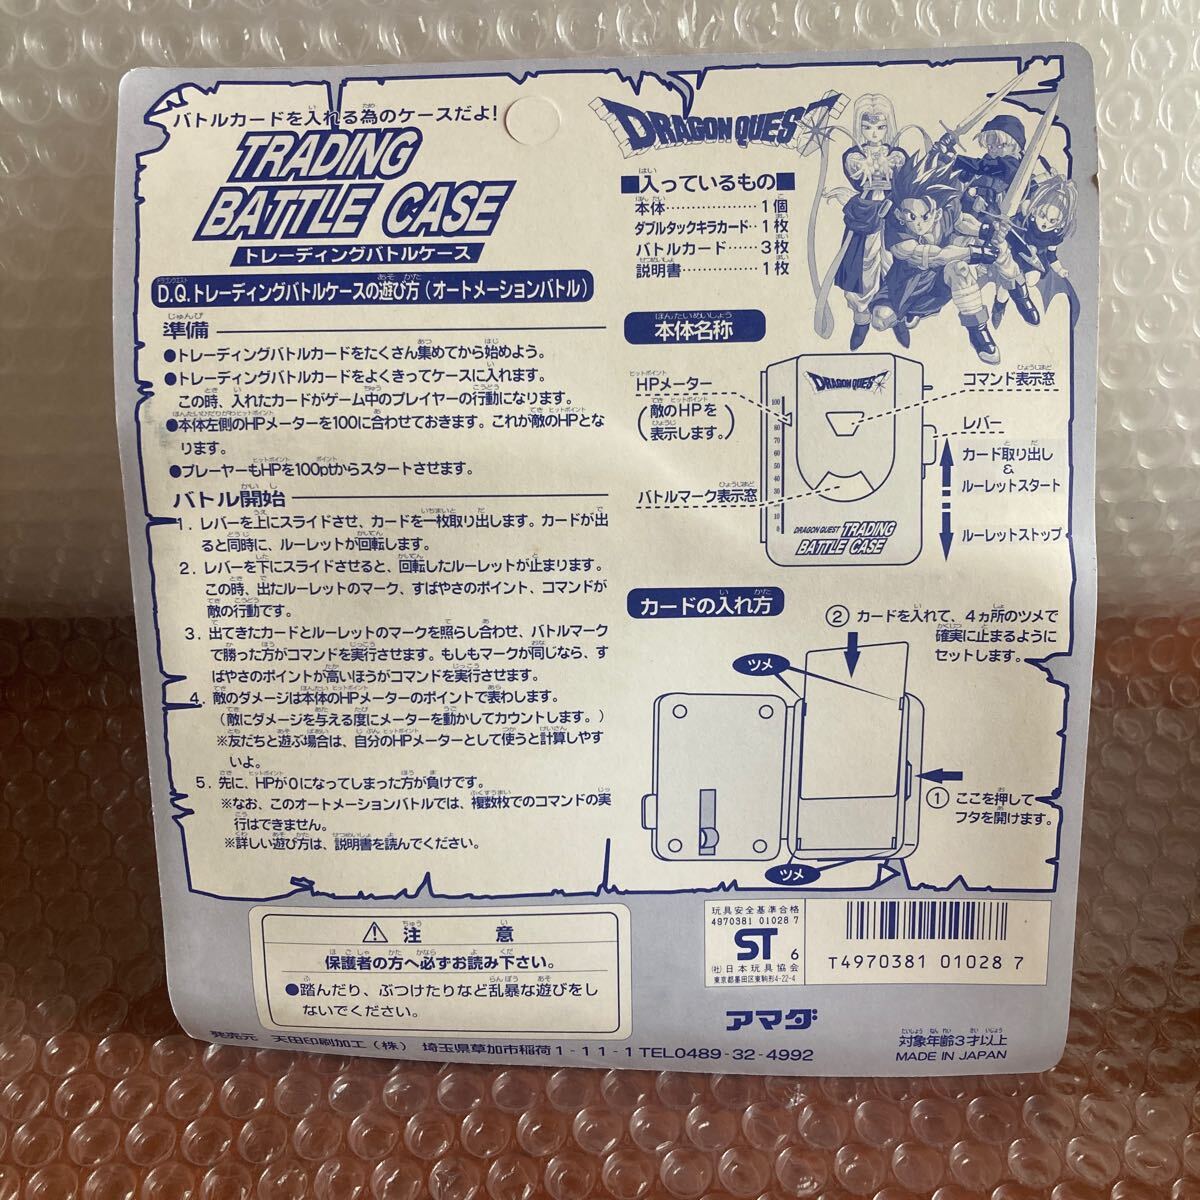 バトルカードを入れる為のケースだよ!
TRADING
BATTLE CASE
トレーディングバトルケース
D.Q.トレーディングバトルケースの遊び方(オートメーションバトル)
準備
●トレーディングバトルカードをたくさん集めてから始めよう。
●トレーディングバトルカードをよくきってケースに入れます。
この時、入れたカードがゲーム中のプレイヤーの行動になります。
●本体左側のHPメーターを100に合わせておきます。これが敵のHPとな
ります。
●プレーヤーもHPを100ptからスタートさせます。
バトル開始
1. レバーを上にスライドさせ、カードを一枚取り出します。カードが出
ると同時に、ルーレットが回転します。
2. レバーを下にスライドさせると、回転したルーレットが止まります。
この時、出たルーレットのマーク、すばやさのポイント、コマンドが
敵の行動です。
3. 出てきたカードとルーレットのマークを照らし合わせ、バトルマーク
で勝った方がコマンドを実行させます。もしもマークが同じなら、す
ばやさのポイントが高いほうがコマンドを実行させます。
4. 敵のダメージは本体のHPメーターのポイントで表わします。
(敵にダメージを与える度にメーターを動かしてカウントします。)
※友だちと遊ぶ場合は、自分のHPメーターとして使うと計算しやす
いよ。
5. 先に、HPが0になってしまった方が負けです。
※なお、このオートメーションバトルでは、複数枚でのコマンドの実
行はできません。
※詳しい遊び方は、説明書を読んでください。
DRAGON QUEST
■入っているもの■
本体………………1個
ダブルタックキラカード‥1枚
バトルカード……3枚
説明書……………1枚
本体名称
HPメーター
(敵のHPを
表示します。)
バトルマーク表示窓
コマンド表示窓
レバー
カード取り出し
&
ルーレットスタート
ルーレットストップ
DRAGON QUEST
100
90
80
70
60
50
40
30
20
10
0
DRAGON QUEST TRADING
BATTLE CASE
カードの入れ方
② カードを入れて、4ヵ所のツメで
確実に止まるように
セットします。
ツメ
① ここを押して
フタを開けます。
ツメ
⚠ 注意
保護者の方へ必ずお読み下さい。
●踏んだり、ぶつけたりなど乱暴な遊びをし
ないでください。
玩具安全基準合格
4970381 01028 7
ST 6
(社)日本玩具協会
東京都墨田区東駒形4-22-4
T4970381 01028 7
アマダ
対象年齢3才以上
MADE IN JAPAN
発売元 天田印刷加工(株) 埼玉県草加市稲荷1-11-1 TEL0489-32-4992